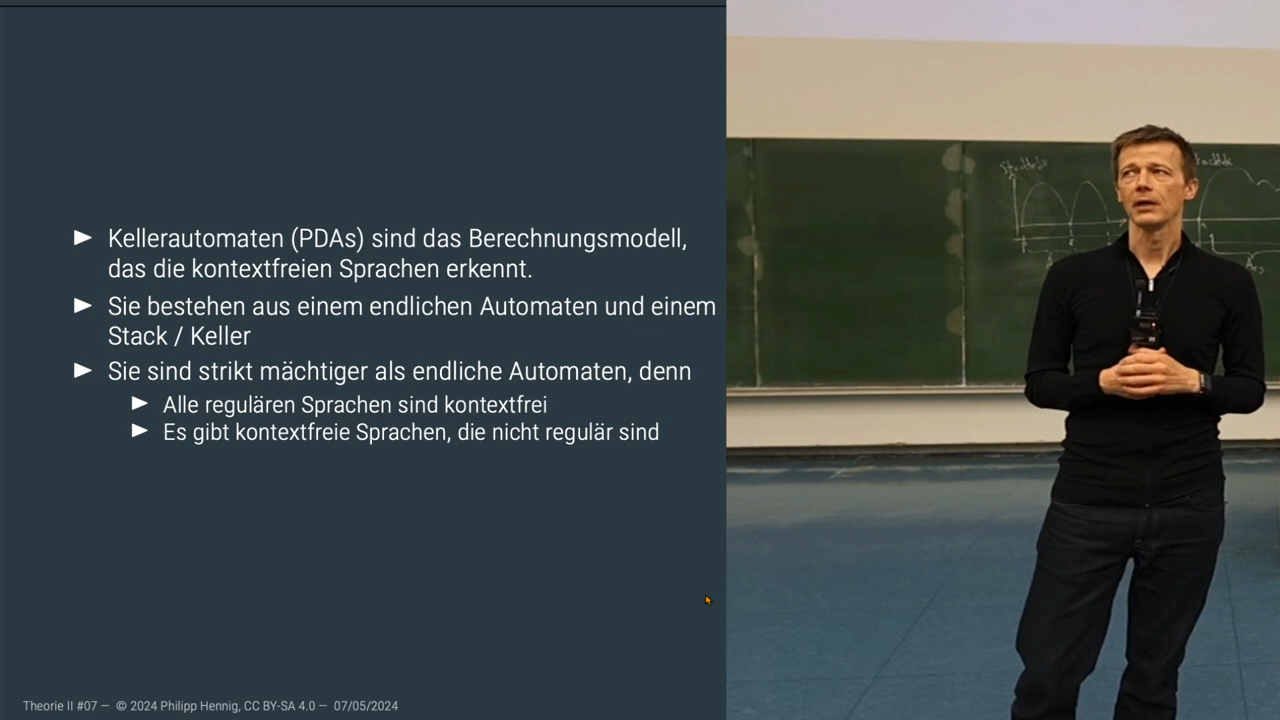 ► Kellerautomaten (PDAs) sind das Berechnungsmodell,
das die kontextfreien Sprachen erkennt.
► Sie bestehen aus einem endlichen Automaten und einem
Stack / Keller
► Sie sind strikt mächtiger als endliche Automaten, denn
► Alle regulären Sprachen sind kontextfrei
► Es gibt kontextfreie Sprachen, die nicht regulär sind
Theorie II #07 — © 2024 Philipp Hennig, CC BY-SA 4.0 — 07/05/2024